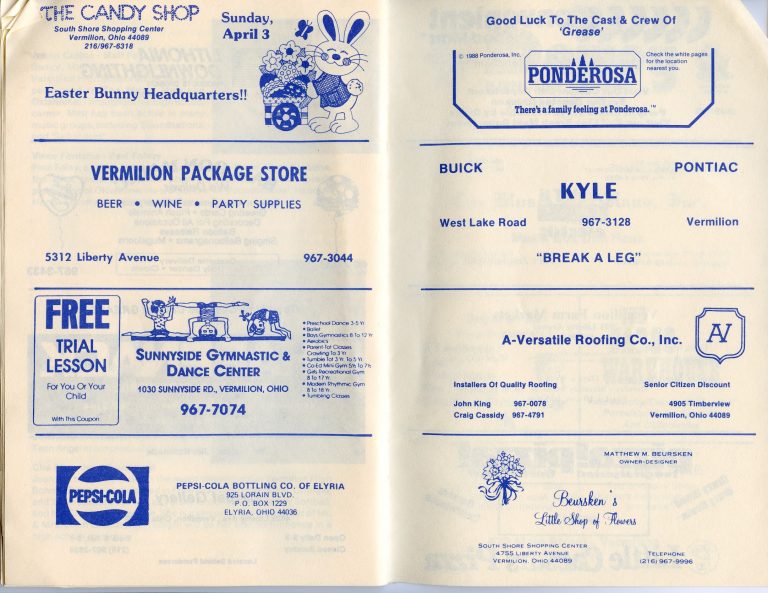 THE CANDY SHOP
South Shore Shopping Center
Vermilion, Ohio 44089
216/967-6318
Sunday,
April 3
Easter Bunny Headquarters!!
VERMILION PACKAGE STORE
BEER • WINE • PARTY SUPPLIES
5312 Liberty Avenue 967-3044
FREE
TRIAL
LESSON
For You Or Your
Child
With This Coupon
SUNNYSIDE GYMNASTIC &
DANCE CENTER
1030 SUNNYSIDE RD., VERMILION, OHIO
967-7074
• Preschool Dance 3-5 Yr.
• Ballet
• Boys Gymnastics 8 To 12 Yr.
• Aerobics
• Parent-Tot Classes
Crawling To 3 Yr.
• Tumble Tot 3 Yr. To 5 Yr.
• Co-Ed Mini Gym 5½ To 7½
• Girls Recreational Gym
8 To 17 Yr.
• Modern Rhythmic Gym
8 To 18 Yr.
• Tumbling Classes
PEPSI-COLA
PEPSI-COLA BOTTLING CO. OF ELYRIA
925 LORAIN BLVD.
P.O. BOX 1229
ELYRIA, OHIO 44036
Good Luck To The Cast & Crew Of
'Grease'
© 1988 Ponderosa, Inc.
PONDEROSA
Check the white pages
for the location
nearest you.
There's a family feeling at Ponderosa.™
BUICK PONTIAC
KYLE
West Lake Road 967-3128 Vermilion
"BREAK A LEG"
A-Versatile Roofing Co., Inc.
AV
Installers Of Quality Roofing Senior Citizen Discount
John King 967-0078 4905 Timberview
Craig Cassidy 967-4791 Vermilion, Ohio 44089
MATTHEW M. BEURSKEN
OWNER-DESIGNER
Beursken's
Little Shop of Flowers
SOUTH SHORE SHOPPING CENTER
4755 LIBERTY AVENUE
VERMILION, OHIO 44089
TELEPHONE
(216) 967-9996